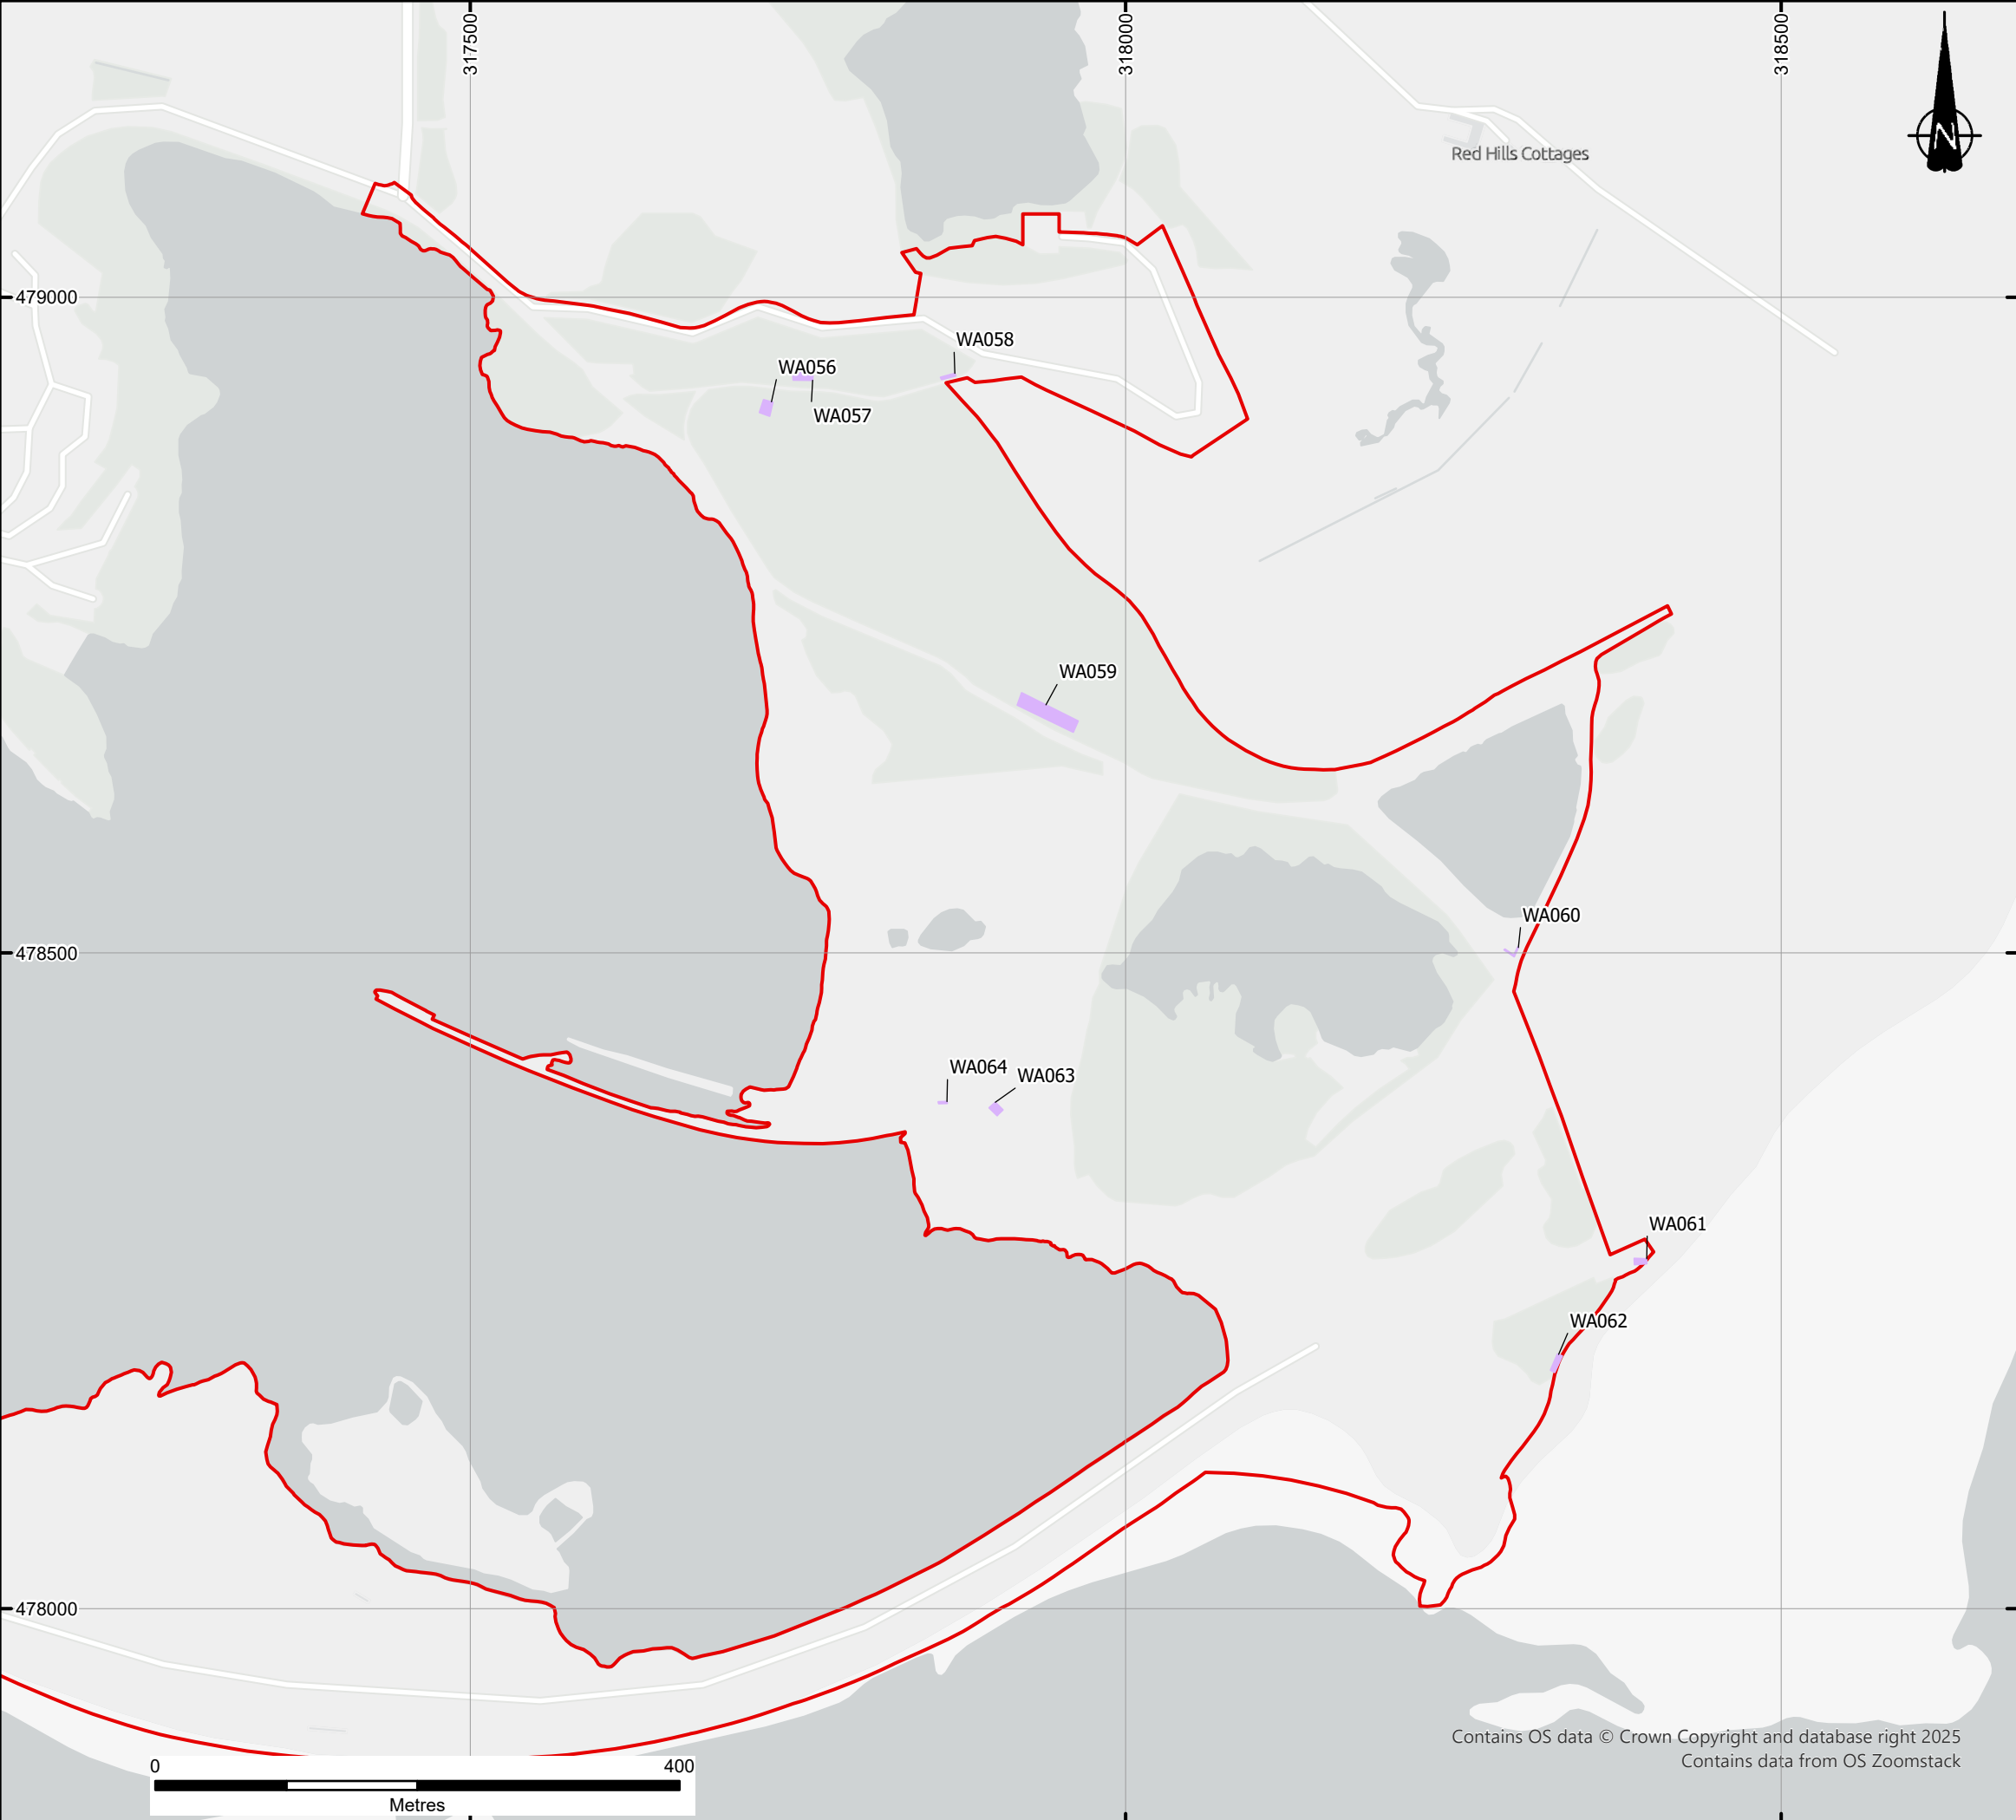 317500
318000
318500
N
Red Hills Cottages
479000
WA058
WA056
WA057
WA059
WA060
478500
WA064
WA063
WA061
WA062
478000
Contains OS data © Crown Copyright and database right 2025
Contains data from OS Zoomstack
0 400
Metres